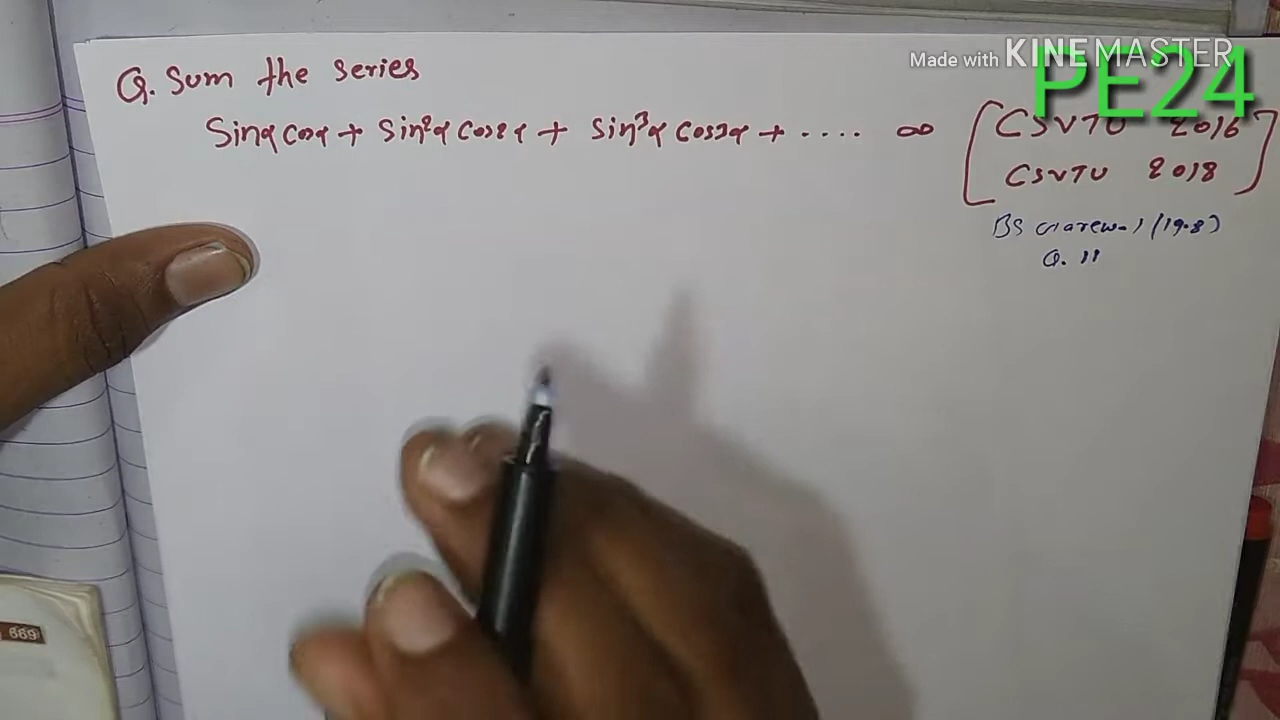 Made with KINEMASTER
PE24
Q. Sum the series
Sinα cosα + Sin²α Cos2α + Sin³α Cos3α + .... ∞ [CSVTU 2016
CSVTU 2018]
BS Grewal (19.8)
Q. 11
669